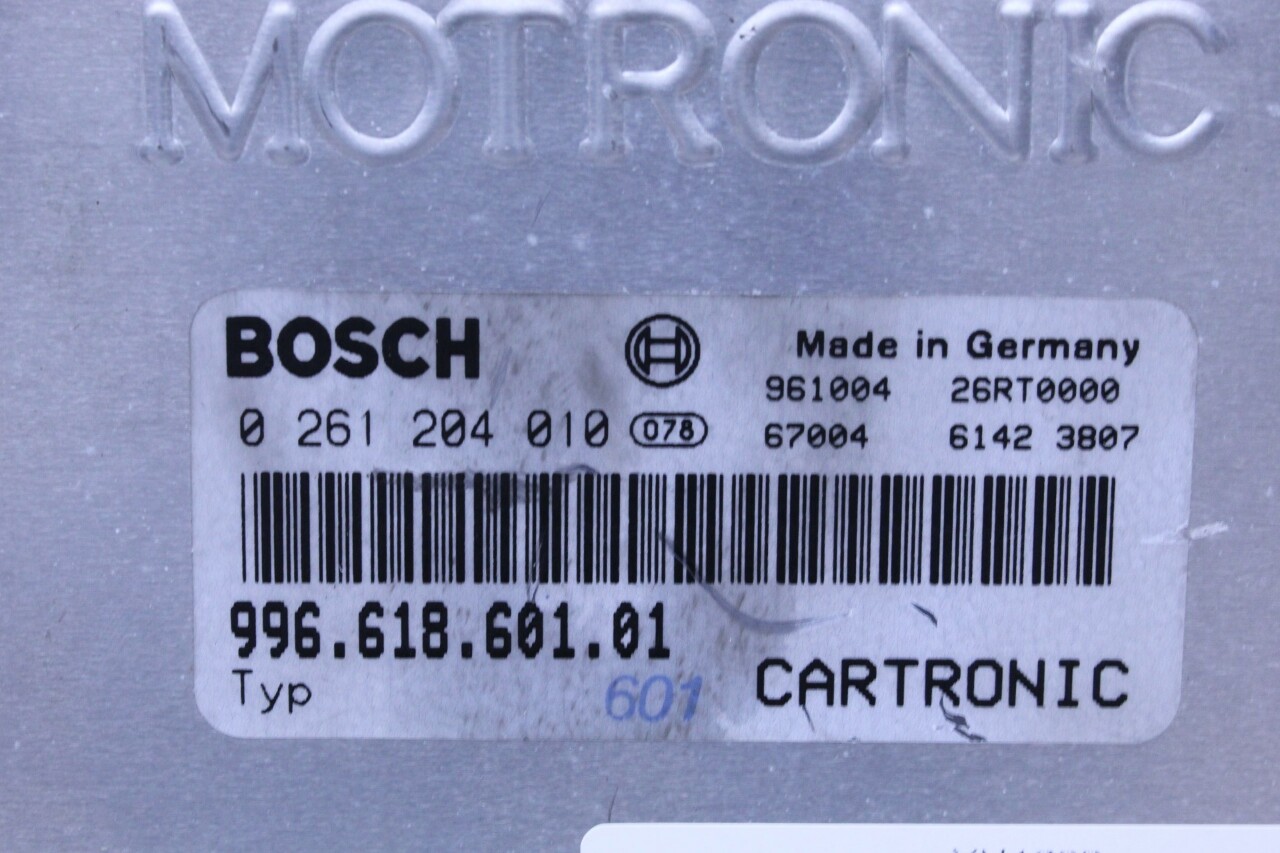 MOTRONIC
BOSCH Made in Germany
961004 26RT0000
0 261 204 010 078 67004 6142 3807
996.618.601.01
Typ 601 CARTRONIC